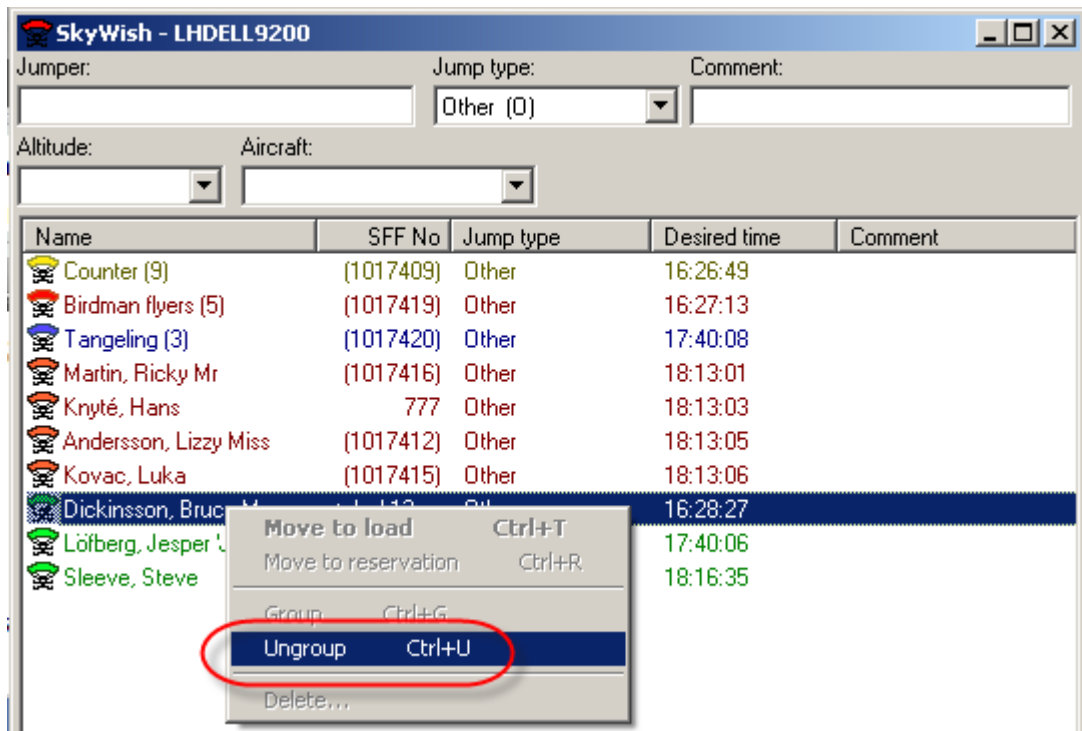 SkyWish - LHDELL9200
Jumper: Jump type: Comment:
Other (O)
Altitude: Aircraft:
Name SFF No Jump type Desired time Comment
Counter (9) (1017409) Other 16:26:49
Birdman flyers (5) (1017419) Other 16:27:13
Tangeling (3) (1017420) Other 17:40:08
Martin, Ricky Mr (1017416) Other 18:13:01
Knyté, Hans 777 Other 18:13:03
Andersson, Lizzy Miss (1017412) Other 18:13:05
Kovac, Luka (1017415) Other 18:13:06
Dickinsson, Bruc 16:28:27
Löfberg, Jesper 17:40:06
Sleeve, Steve 18:16:35
Move to load Ctrl+T
Move to reservation Ctrl+R
Group Ctrl+G
Ungroup Ctrl+U
Delete...